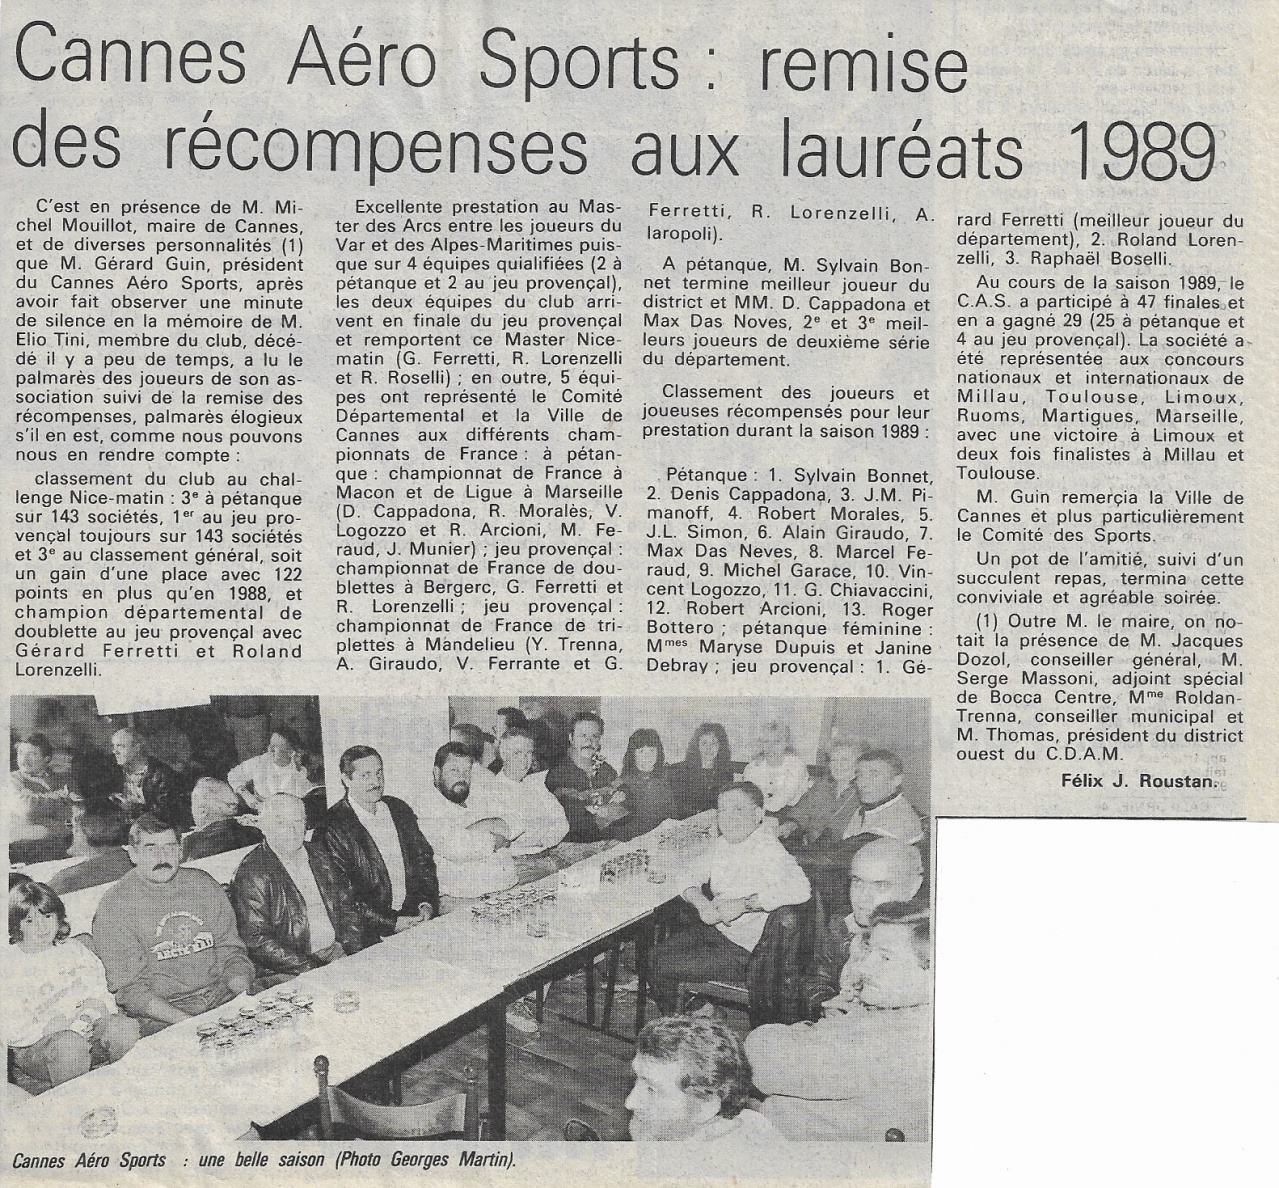 Cannes Aéro Sports : remise
des récompenses aux lauréats 1989
C'est en présence de M. Mi-
chel Mouillot, maire de Cannes,
et de diverses personnalités (1)
que M. Gérard Guin, président
du Cannes Aéro Sports, après
avoir fait observer une minute
de silence en la mémoire de M.
Elio Tini, membre du club, décé-
dé il y a peu de temps, a lu le
palmarès des joueurs de son as-
sociation suivi de la remise des
récompenses, palmarès élogieux
s'il en est, comme nous pouvons
nous en rendre compte :
classement du club au chal-
lenge Nice-matin : 3e à pétanque
sur 143 sociétés, 1er au jeu pro-
vençal toujours sur 143 sociétés
et 3e au classement général, soit
un gain d'une place avec 122
points en plus qu'en 1988, et
champion départemental de
doublette au jeu provençal avec
Gérard Ferretti et Roland
Lorenzelli.
Excellente prestation au Mas-
ter des Arcs entre les joueurs du
Var et des Alpes-Maritimes puis-
que sur 4 équipes quialifiées (2 à
pétanque et 2 au jeu provençal),
les deux équipes du club arri-
vent en finale du jeu provençal
et remportent ce Master Nice-
matin (G. Ferretti, R. Lorenzelli
et R. Roselli) ; en outre, 5 équi-
pes ont représenté le Comité
Départemental et la Ville de
Cannes aux différents cham-
pionnats de France : à pétan-
que : championnat de France à
Macon et de Ligue à Marseille
(D. Cappadona, R. Moralès, V.
Logozzo et R. Arcioni, M. Fe-
raud, J. Munier) ; jeu provençal :
championnat de France de dou-
blettes à Bergerc, G. Ferretti et
R. Lorenzelli ; jeu provençal :
championnat de France de tri-
plettes à Mandelieu (Y. Trenna,
A. Giraudo, V. Ferrante et G.
Ferretti, R. Lorenzelli, A.
Iaropoli).
A pétanque, M. Sylvain Bon-
net termine meilleur joueur du
district et MM. D. Cappadona et
Max Das Noves, 2e et 3e meil-
leurs joueurs de deuxième série
du département.
Classement des joueurs et
joueuses récompensés pour leur
prestation durant la saison 1989 :
Pétanque : 1. Sylvain Bonnet,
2. Denis Cappadona, 3. J.M. Pi-
manoff, 4. Robert Morales, 5.
J.L. Simon, 6. Alain Giraudo, 7.
Max Das Neves, 8. Marcel Fe-
raud, 9. Michel Garace, 10. Vin-
cent Logozzo, 11. G. Chiavaccini,
12. Robert Arcioni, 13. Roger
Bottero ; pétanque féminine :
Mmes Maryse Dupuis et Janine
Debray ; jeu provençal : 1. Gé-
rard Ferretti (meilleur joueur du
département), 2. Roland Loren-
zelli, 3. Raphaël Boselli.
Au cours de la saison 1989, le
C.A.S. a participé à 47 finales et
en a gagné 29 (25 à pétanque et
4 au jeu provençal). La société a
été représentée aux concours
nationaux et internationaux de
Millau, Toulouse, Limoux,
Ruoms, Martigues, Marseille,
avec une victoire à Limoux et
deux fois finalistes à Millau et
Toulouse.
M. Guin remerçia la Ville de
Cannes et plus particulièrement
le Comité des Sports.
Un pot de l'amitié, suivi d'un
succulent repas, termina cette
conviviale et agréable soirée.
(1) Outre M. le maire, on no-
tait la présence de M. Jacques
Dozol, conseiller général, M.
Serge Massoni, adjoint spécial
de Bocca Centre, Mme Roldan-
Trenna, conseiller municipal et
M. Thomas, président du district
ouest du C.D.A.M.
Félix J. Roustan.
Cannes Aéro Sports : une belle saison (Photo Georges Martin).